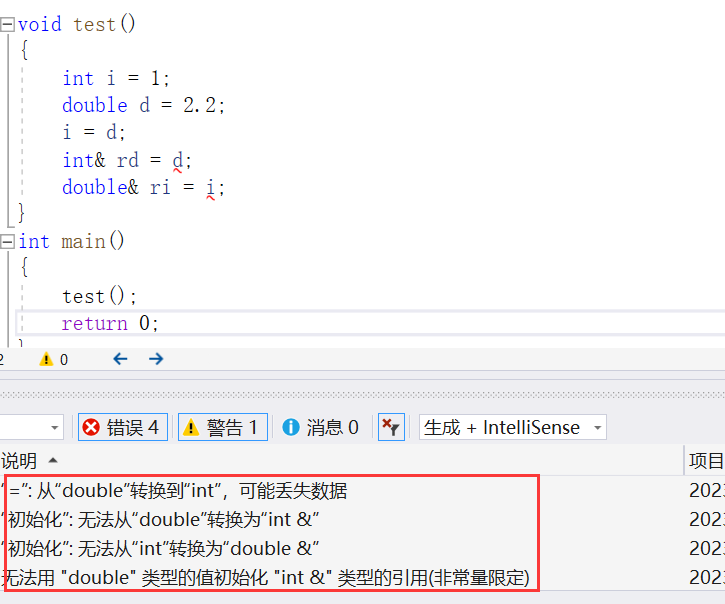 void test()
{
int i = 1;
double d = 2.2;
i = d;
int& rd = d;
double& ri = i;
}
int main()
{
test();
return 0;
}
2 0
错误 4 警告 1 消息 0 生成 + IntelliSense
说明 项目
“=”: 从“double”转换到“int”，可能丢失数据 202
“初始化”: 无法从“double”转换为“int &” 202
“初始化”: 无法从“int”转换为“double &” 202
无法用 "double" 类型的值初始化 "int &" 类型的引用(非常量限定) 202